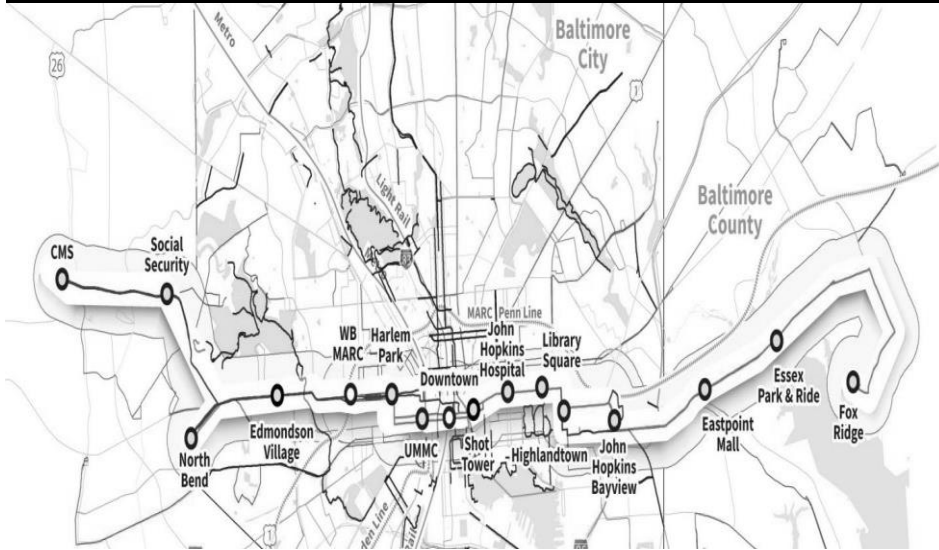 Baltimore
City
Metro
26
1
Light Rail
Baltimore
County
CMS
Social
Security
MARC Penn Line
WB
MARC
Harlem
Park
John
Hopkins
Hospital
Library
Square
Downtown
Essex
Park & Ride
Fox
Ridge
Eastpoint
Mall
North
Bend
Edmondson
Village
UMMC
Shot
Tower
Highlandtown
John
Hopkins
Bayview
1
Line